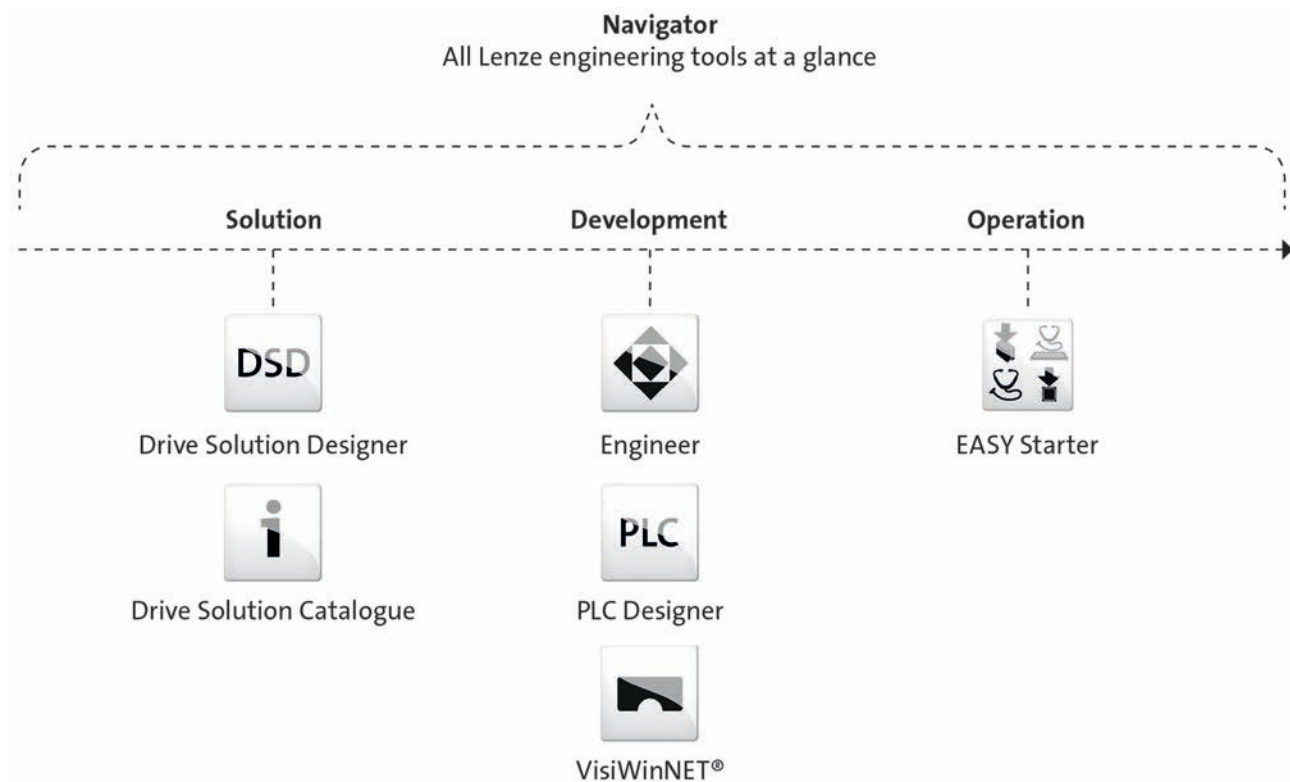 Navigator
All Lenze engineering tools at a glance
Solution
Development
Operation
DSD
Drive Solution Designer
Engineer
EASY Starter
i
Drive Solution Catalogue
PLC
PLC Designer
VisiWinNET®